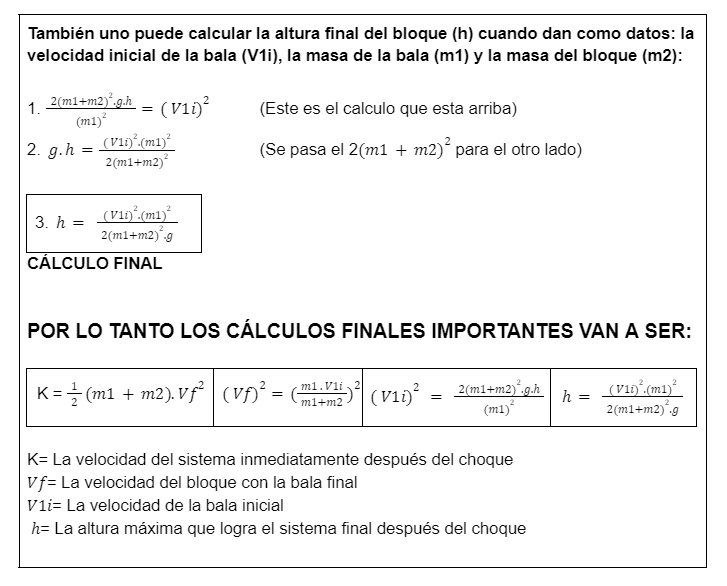 También uno puede calcular la altura final del bloque (h) cuando dan como datos: la
velocidad inicial de la bala (V1i), la masa de la bala (m1) y la masa del bloque (m2):
1. \frac{2(m1+m2)^2.g.h}{(m1)^2} = (V1i)^2 (Este es el calculo que esta arriba)
2. g.h = \frac{(V1i)^2.(m1)^2}{2(m1+m2)^2} (Se pasa el 2(m1 + m2)^2 para el otro lado)
3. h = \frac{(V1i)^2.(m1)^2}{2(m1+m2)^2.g}
CÁLCULO FINAL
POR LO TANTO LOS CÁLCULOS FINALES IMPORTANTES VAN A SER:
K = \frac{1}{2}(m1 + m2).Vf^2 (Vf)^2 = (\frac{m1.V1i}{m1+m2})^2 (V1i)^2 = \frac{2(m1+m2)^2.g.h}{(m1)^2} h = \frac{(V1i)^2.(m1)^2}{2(m1+m2)^2.g}
K= La velocidad del sistema inmediatamente después del choque
Vf= La velocidad del bloque con la bala final
V1i= La velocidad de la bala inicial
h= La altura máxima que logra el sistema final después del choque